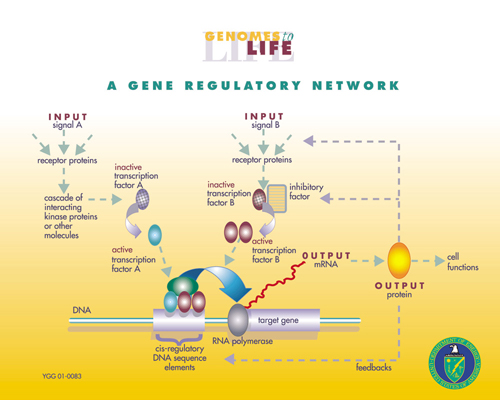 GENOMES to
LIFE
A GENE REGULATORY NETWORK
INPUT
signal A
receptor proteins
cascade of
interacting
kinase proteins
or other
molecules
inactive
transcription
factor A
active
transcription
factor A
INPUT
signal B
receptor proteins
inactive
transcription
factor B
inhibitory
factor
active
transcription
factor B
OUTPUT
mRNA
OUTPUT
protein
cell
functions
DNA
target gene
RNA polymerase
cis-regulatory
DNA sequence
elements
feedbacks
YGG 01-0083